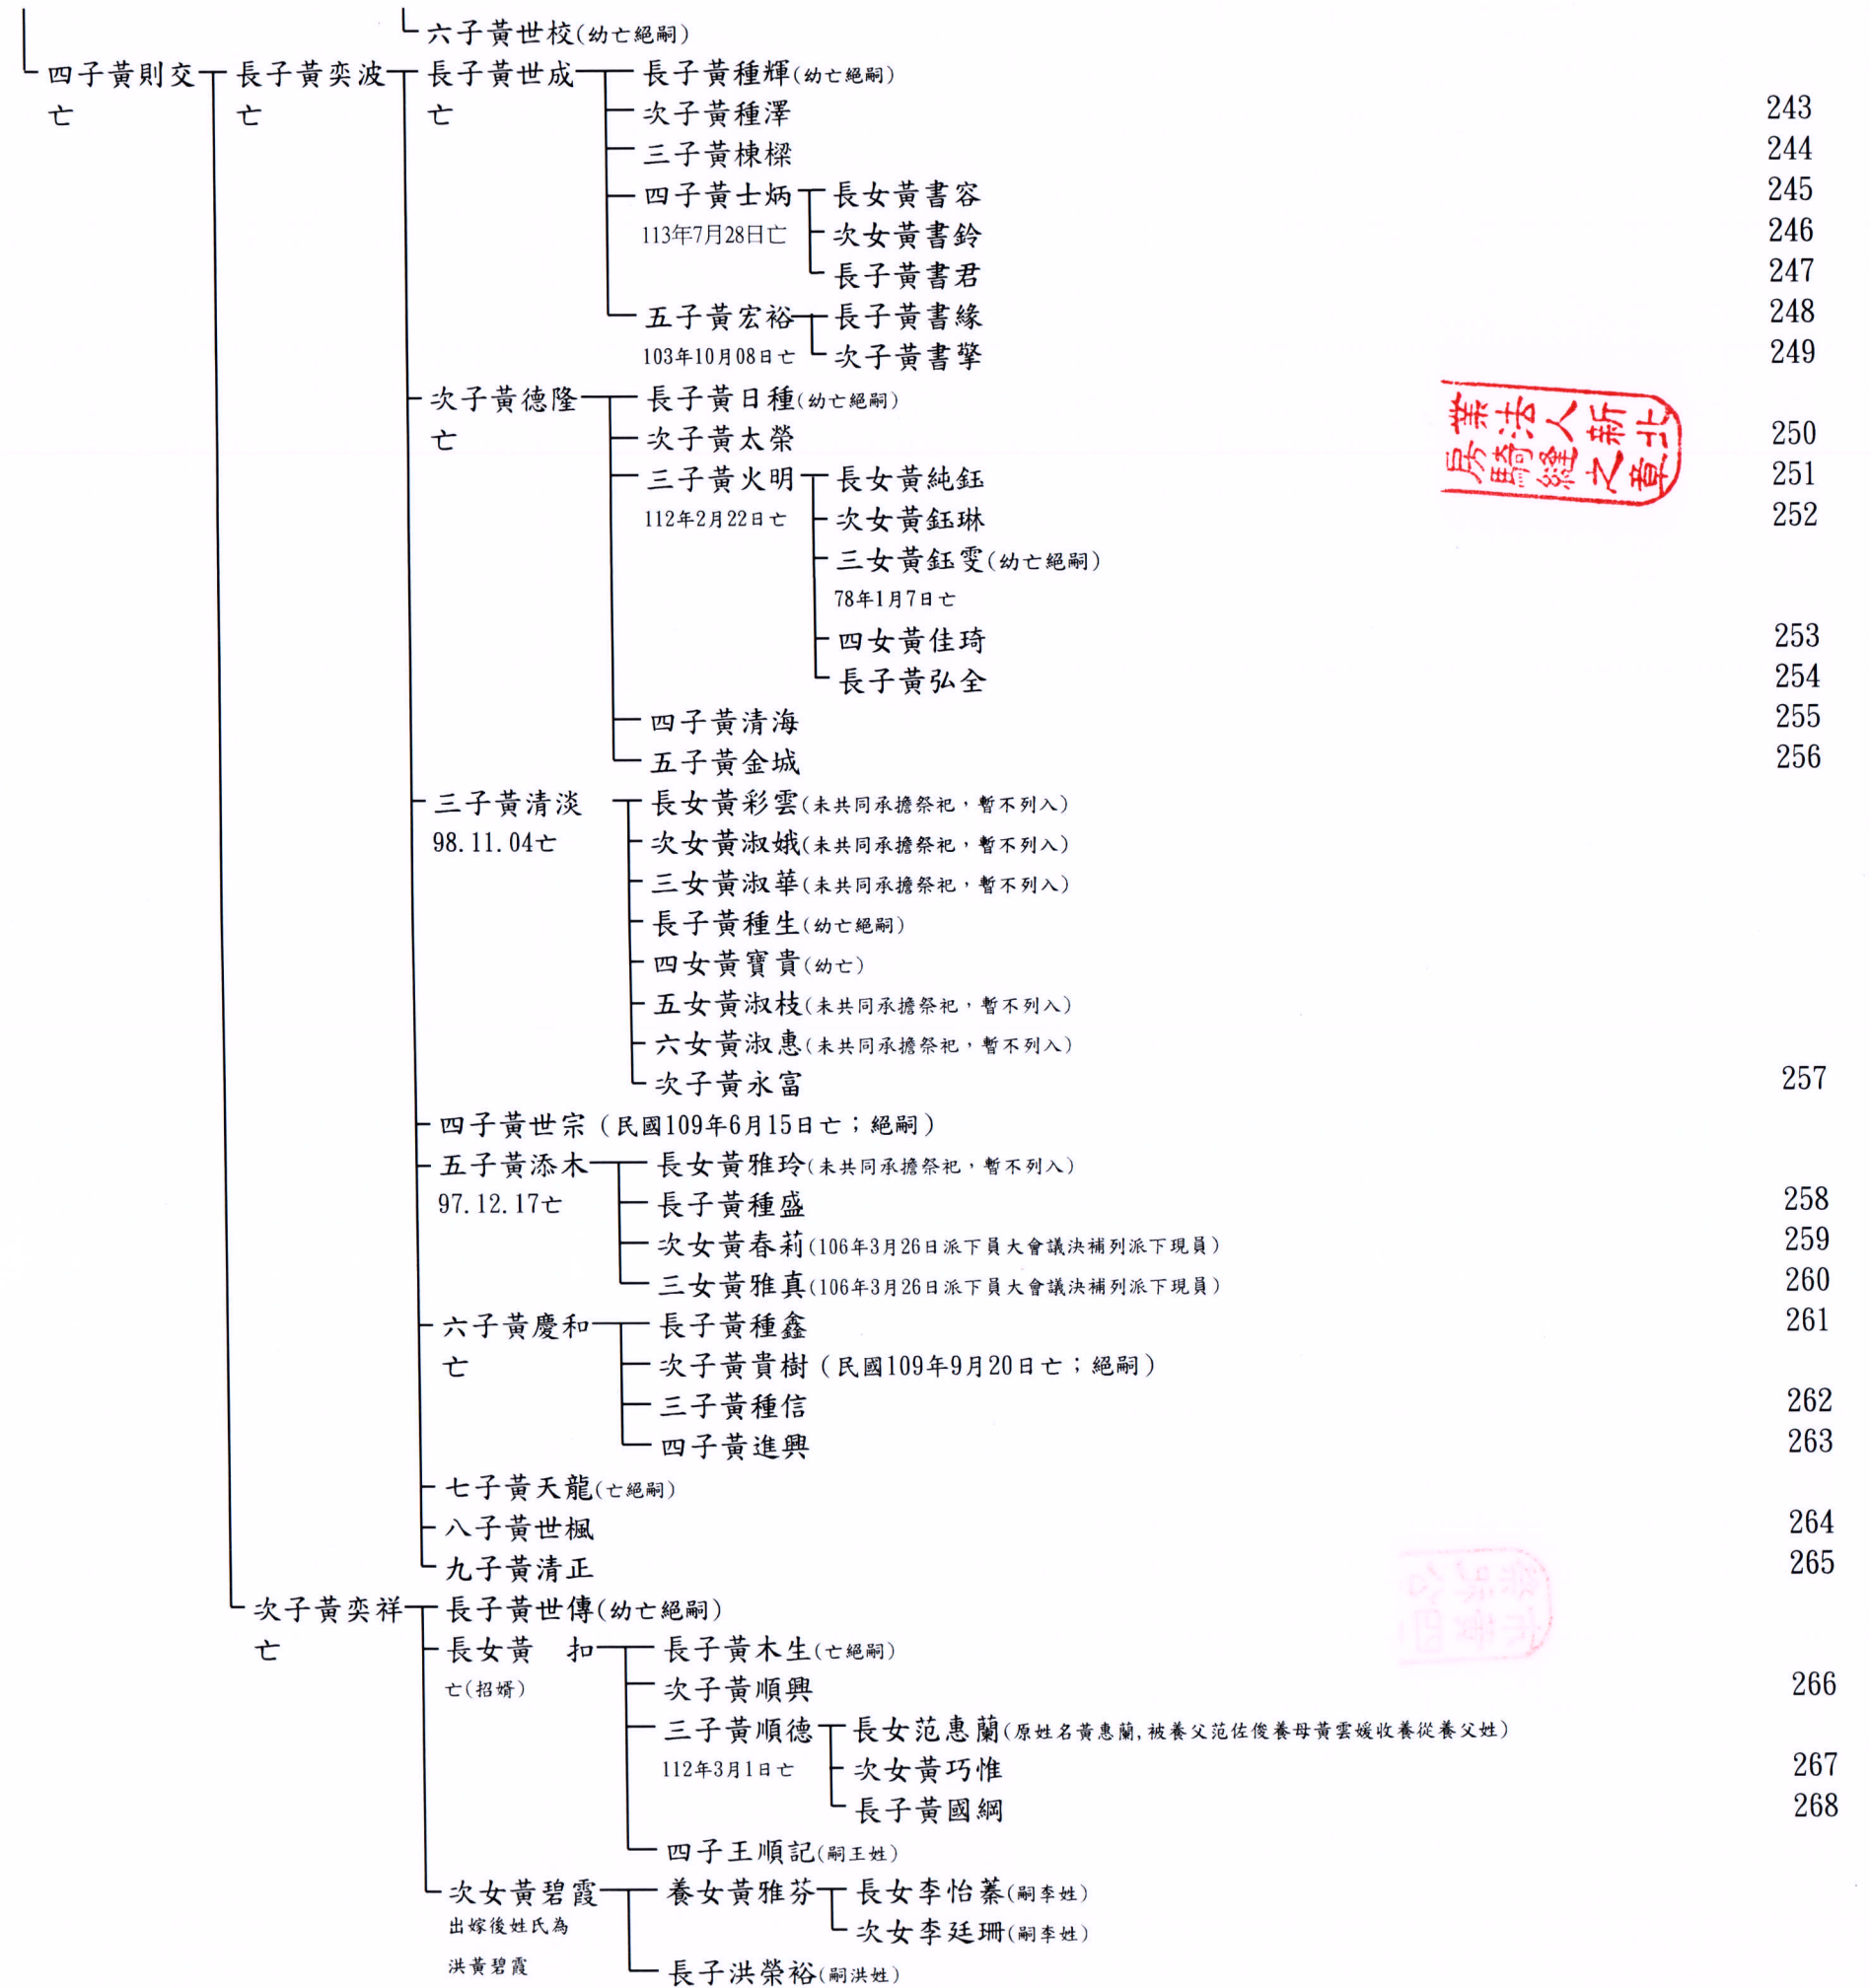 六子黃世校(幼亡絕嗣)
四子黃則交 長子黃奕波 長子黃世成 長子黃種輝(幼亡絕嗣)
亡 亡 亡 次子黃種澤 243
三子黃棟樑 244
四子黃士炳 長女黃書容 245
113年7月28日亡 次女黃書鈴 246
長子黃書君 247
五子黃宏裕 長子黃書緣 248
103年10月08日亡 次子黃書擎 249
次子黃德隆 長子黃日種(幼亡絕嗣)
亡 次子黃太榮 250
三子黃火明 長女黃純鈺 251
112年2月22日亡 次女黃鈺琳 252
三女黃鈺雯(幼亡絕嗣)
78年1月7日亡
四女黃佳琦 253
長子黃弘全 254
四子黃清海 255
五子黃金城 256
三子黃清淡 長女黃彩雲(未共同承擔祭祀,暫不列入)
98.11.04亡 次女黃淑娥(未共同承擔祭祀,暫不列入)
三女黃淑華(未共同承擔祭祀,暫不列入)
長子黃種生(幼亡絕嗣)
四女黃寶貴(幼亡)
五女黃淑枝(未共同承擔祭祀,暫不列入)
六女黃淑惠(未共同承擔祭祀,暫不列入)
次子黃永富 257
四子黃世宗(民國109年6月15日亡;絕嗣)
五子黃添木 長女黃雅玲(未共同承擔祭祀,暫不列入)
97.12.17亡 長子黃種盛 258
次女黃春莉(106年3月26日派下員大會議決補列派下現員) 259
三女黃雅真(106年3月26日派下員大會議決補列派下現員) 260
六子黃慶和 長子黃種鑫 261
亡 次子黃貴樹(民國109年9月20日亡;絕嗣)
三子黃種信 262
四子黃進興 263
七子黃天龍(亡絕嗣)
八子黃世楓 264
九子黃清正 265
次子黃奕祥 長子黃世傳(幼亡絕嗣)
亡 長女黃 扣 長子黃木生(亡絕嗣)
亡(招婿) 次子黃順興 266
三子黃順德 長女范惠蘭(原姓名黃惠蘭,被養父范佐俊養母黃雲媛收養從養父姓)
112年3月1日亡 次女黃巧惟 267
長子黃國綱 268
四子王順記(嗣王姓)
次女黃碧霞 養女黃雅芬 長女李怡蓁(嗣李姓)
出嫁後姓氏為 次女李廷珊(嗣李姓)
洪黃碧霞 長子洪榮裕(嗣洪姓)
北新人法業
章之縫騎房